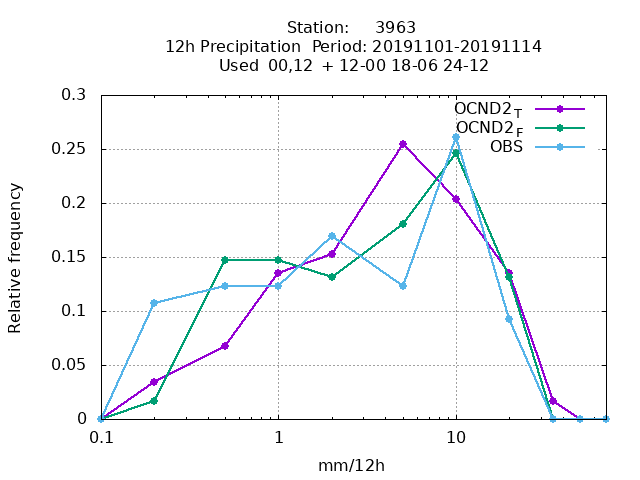 Station: 3963
12h Precipitation Period: 20191101-20191114
Used 00,12 + 12-00 18-06 24-12
0.3
0.25
0.2
0.15
0.1
0.05
0
0.1 1 10
Relative frequency
mm/12h
OCND2T
OCND2F
OBS